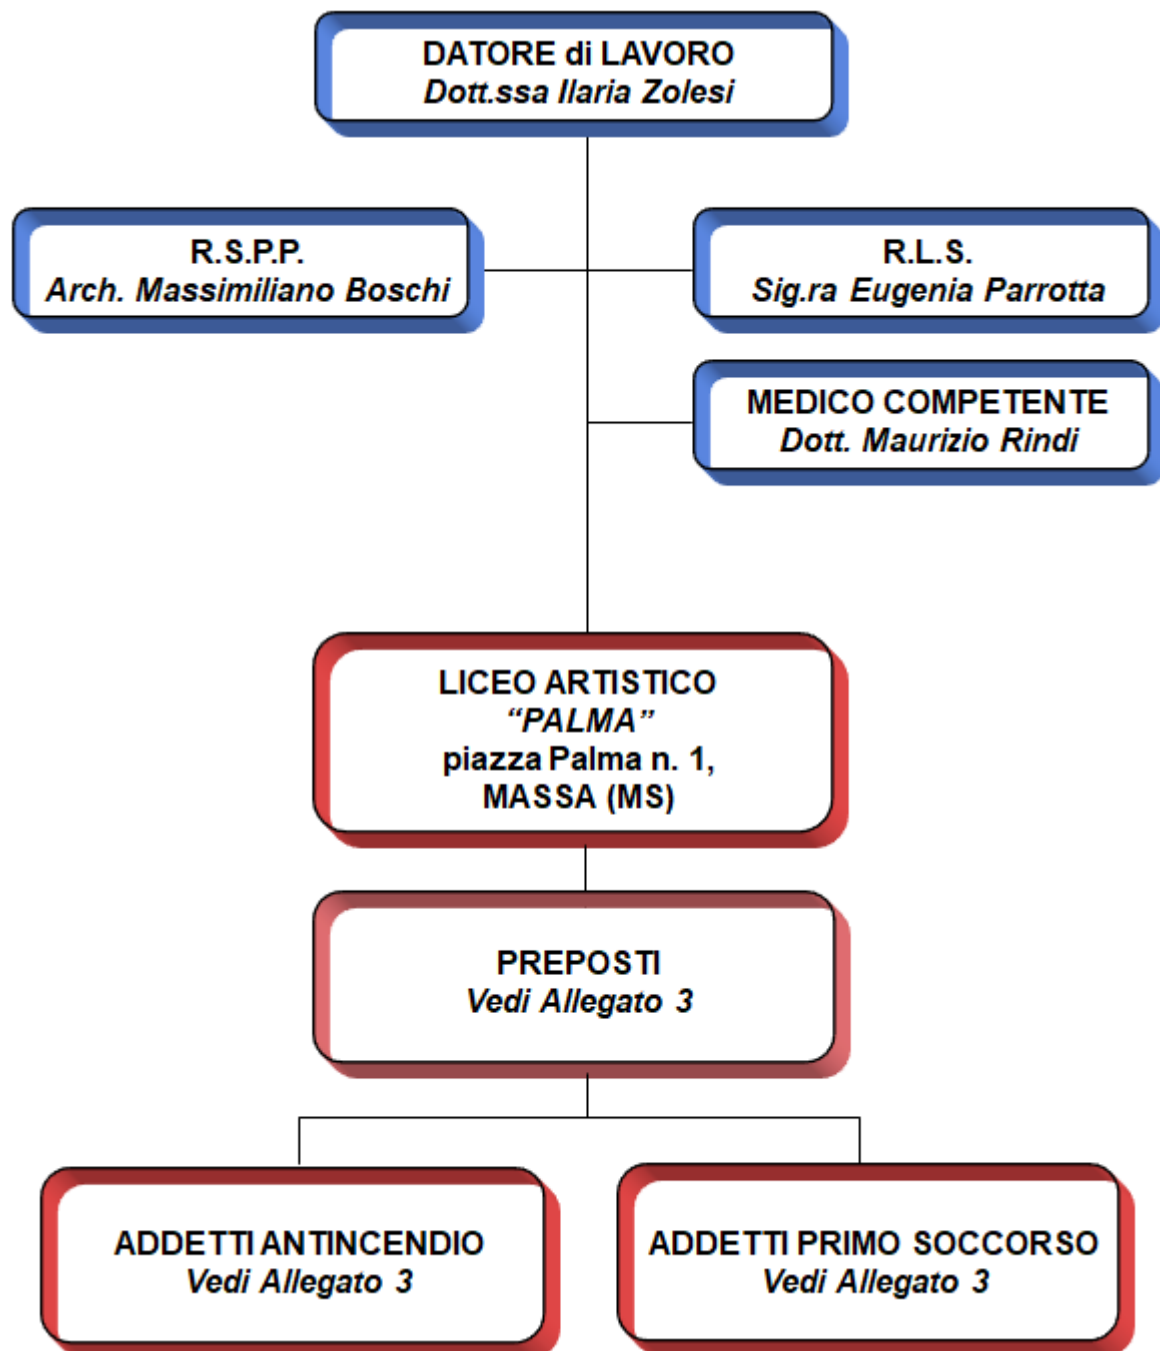 DATORE di LAVORO
Dott.ssa Ilaria Zolesi
R.S.P.P.
Arch. Massimiliano Boschi
R.L.S.
Sig.ra Eugenia Parrotta
MEDICO COMPETENTE
Dott. Maurizio Rindi
LICEO ARTISTICO
“PALMA”
piazza Palma n. 1,
MASSA (MS)
PREPOSTI
Vedi Allegato 3
ADDETTI ANTINCENDIO
Vedi Allegato 3
ADDETTI PRIMO SOCCORSO
Vedi Allegato 3